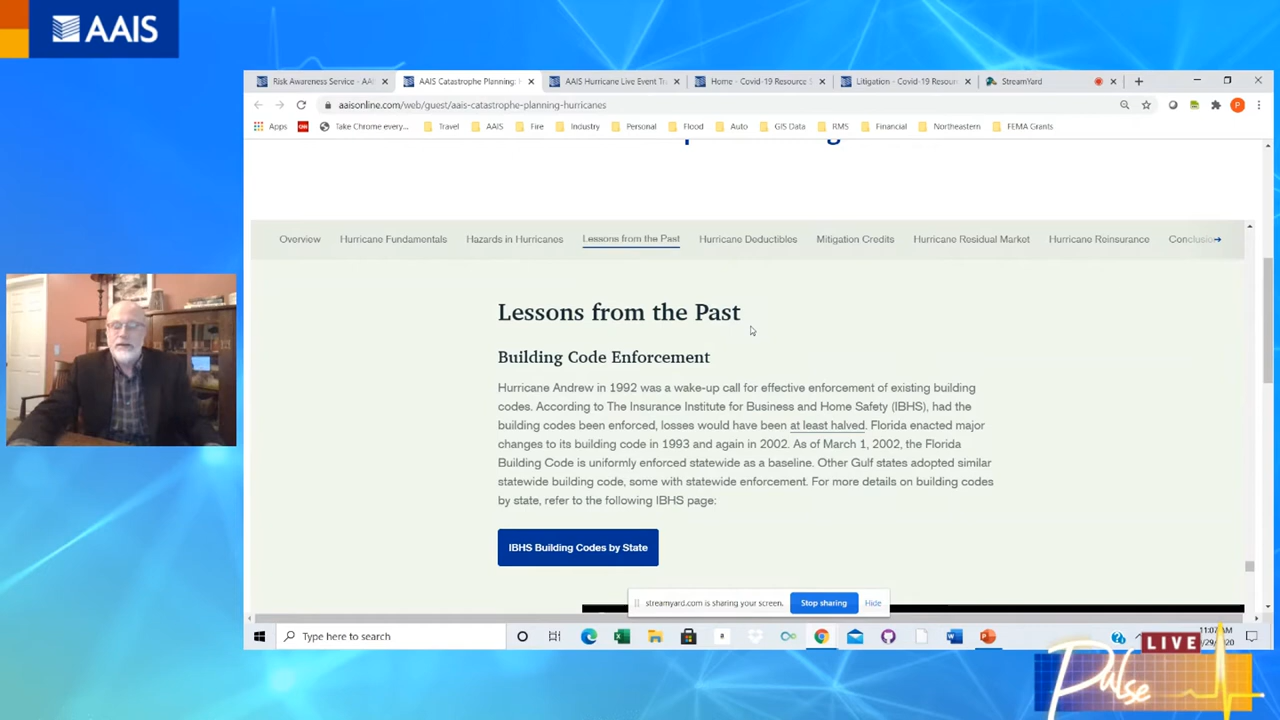 AAIS
Risk Awareness Service - AAI
AAIS Catastrophe Planning: H
AAIS Hurricane Live Event Tra
Home - Covid-19 Resource S
Litigation - Covid-19 Resourc
StreamYard
aaisonline.com/web/guest/aais-catastrophe-planning-hurricanes
Apps
Take Chrome every...
Travel
AAIS
Fire
Industry
Personal
Flood
Auto
GIS Data
RMS
Financial
Northeastern
FEMA Grants
Overview
Hurricane Fundamentals
Hazards in Hurricanes
Lessons from the Past
Hurricane Deductibles
Mitigation Credits
Hurricane Residual Market
Hurricane Reinsurance
Conclusio
Lessons from the Past
Building Code Enforcement
Hurricane Andrew in 1992 was a wake-up call for effective enforcement of existing building
codes. According to The Insurance Institute for Business and Home Safety (IBHS), had the
building codes been enforced, losses would have been at least halved. Florida enacted major
changes to its building code in 1993 and again in 2002. As of March 1, 2002, the Florida
Building Code is uniformly enforced statewide as a baseline. Other Gulf states adopted similar
statewide building code, some with statewide enforcement. For more details on building codes
by state, refer to the following IBHS page:
IBHS Building Codes by State
streamyard.com is sharing your screen.
Stop sharing
Hide
Type here to search
LIVE
Pulse